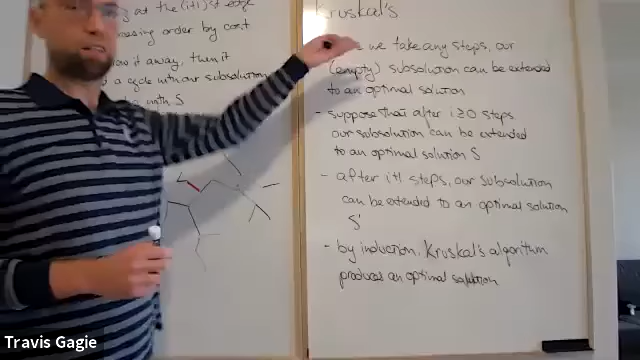 g at the (i+1)st edge
creasing order by cost
row it away, then it
d a cycle with our subsolution
with S
Kruskal's
we take any steps, our
(empty) subsolution can be extended
to an optimal solution
- suppose that after i≥0 steps
our subsolution can be extended
to an optimal solution S
- after i+1 steps, our subsolution
can be extended to an optimal solution
S'
- by induction, Kruskal's algorithm
produces an optimal solution
Travis Gagie